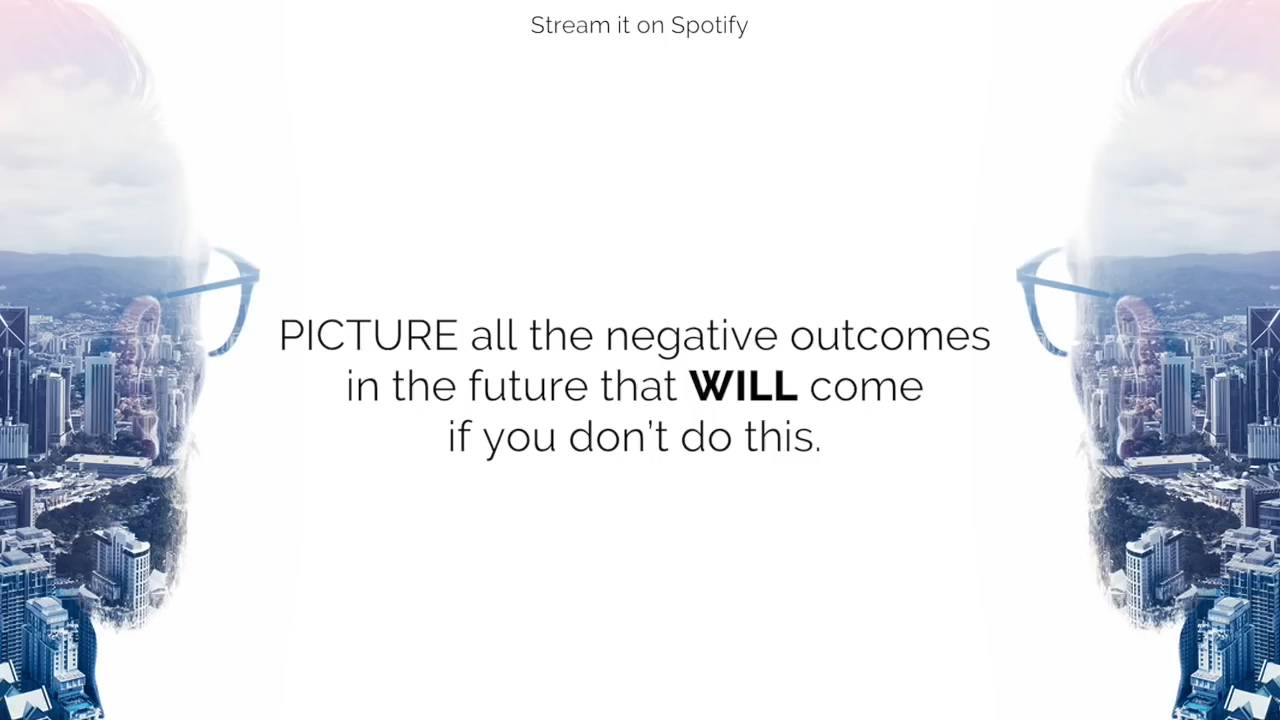 Stream it on Spotify
PICTURE all the negative outcomes
in the future that WILL come
if you don’t do this.